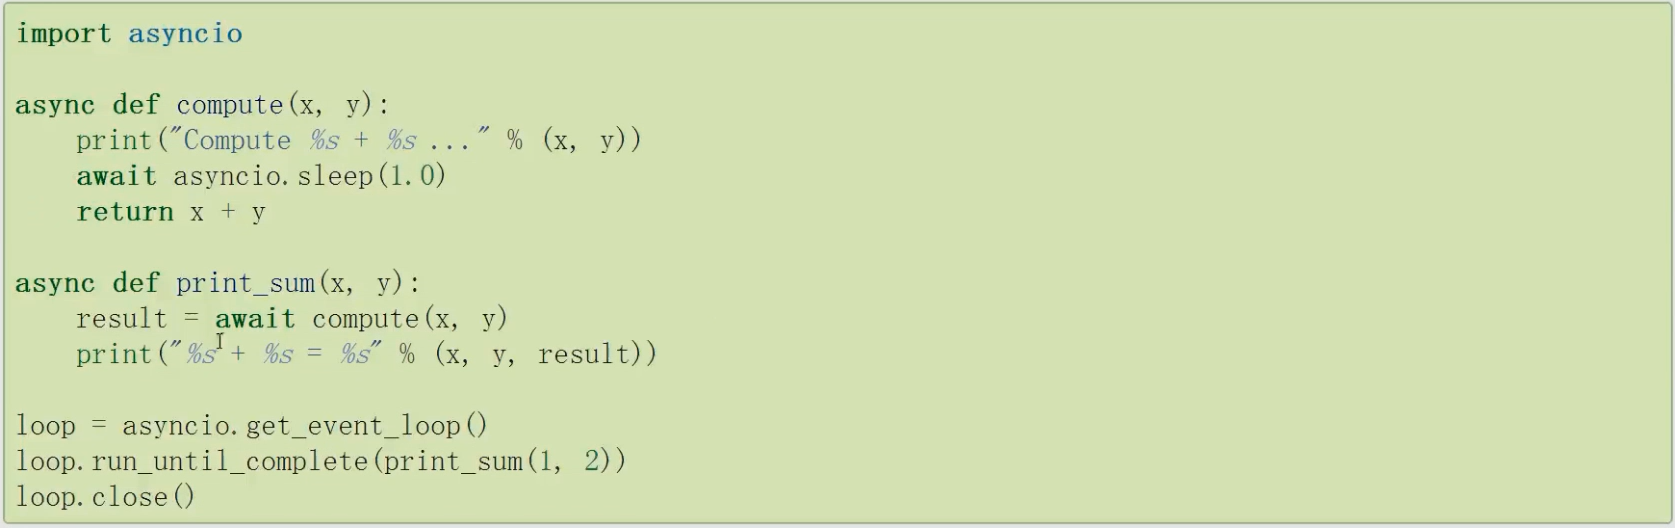 import asyncio
async def compute(x, y):
print("Compute %s + %s ..." % (x, y))
await asyncio.sleep(1.0)
return x + y
async def print_sum(x, y):
result = await compute(x, y)
print("%s + %s = %s" % (x, y, result))
loop = asyncio.get_event_loop()
loop.run_until_complete(print_sum(1, 2))
loop.close()